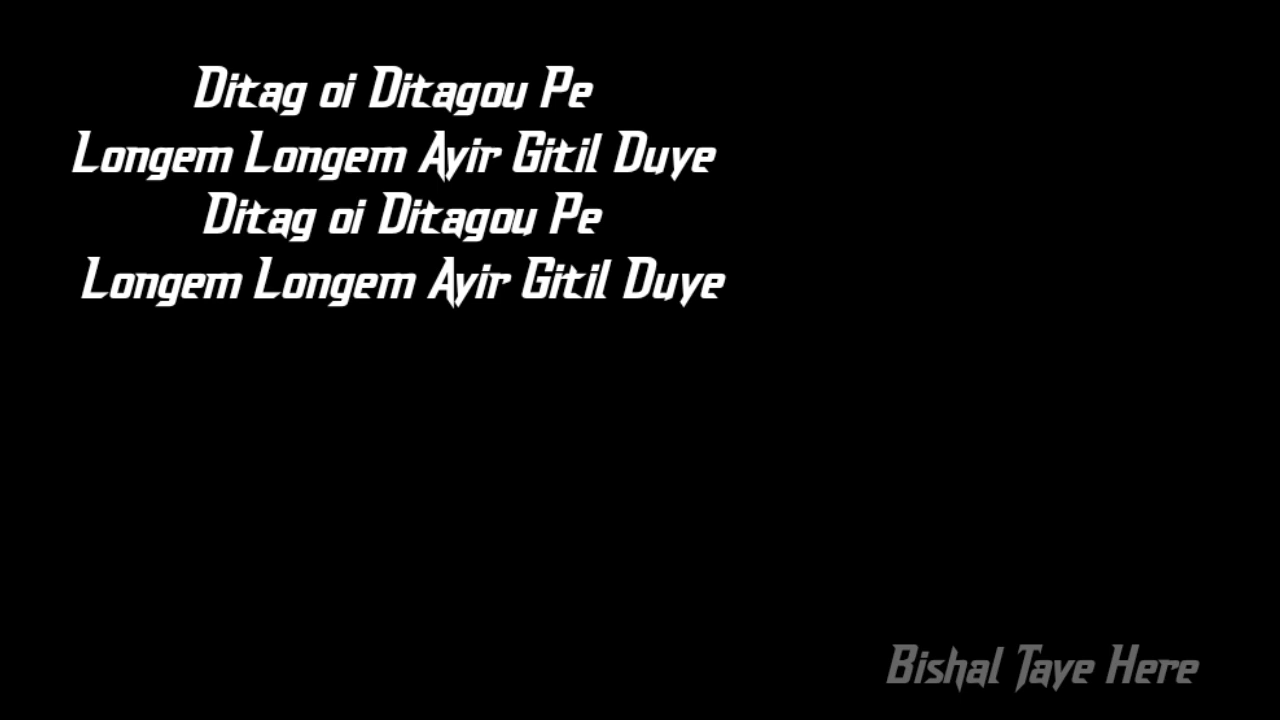 Ditag oi Ditagou Pe
Longem Longem Ayir Gitil Duye
Ditag oi Ditagou Pe
Longem Longem Ayir Gitil Duye
Bishal Taye Here